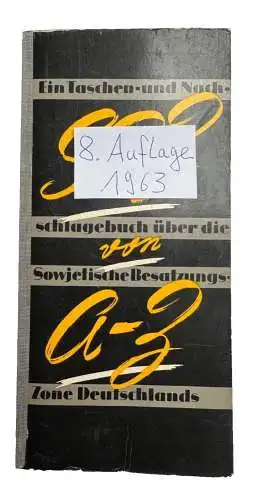 Ein Taschen- und Nach-
8. Auflage
1963
schlagebuch über die
von
Sowjetische Besatzungs-
A-Z
Zone Deutschlands